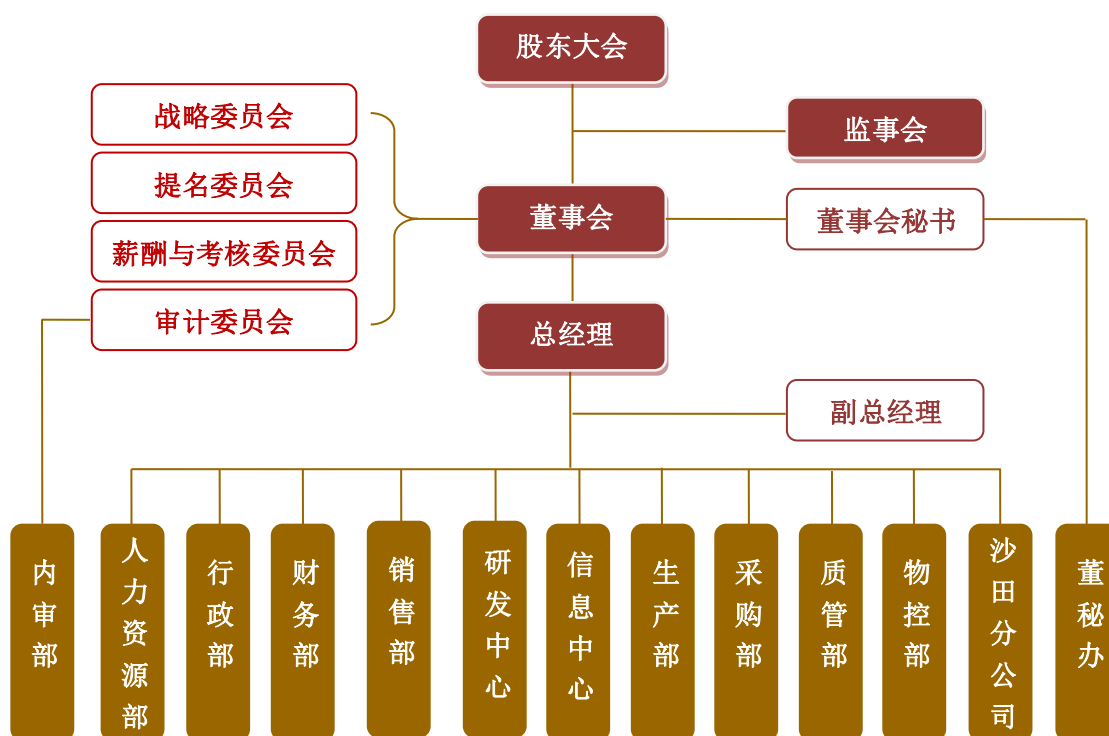 股东大会
战略委员会
监事会
提名委员会
董事会
董事会秘书
薪酬与考核委员会
审计委员会
总经理
副总经理
内审部
人力资源部
行政部
财务部
销售部
研发中心
信息中心
生产部
采购部
质管部
物控部
沙田分公司
董秘办